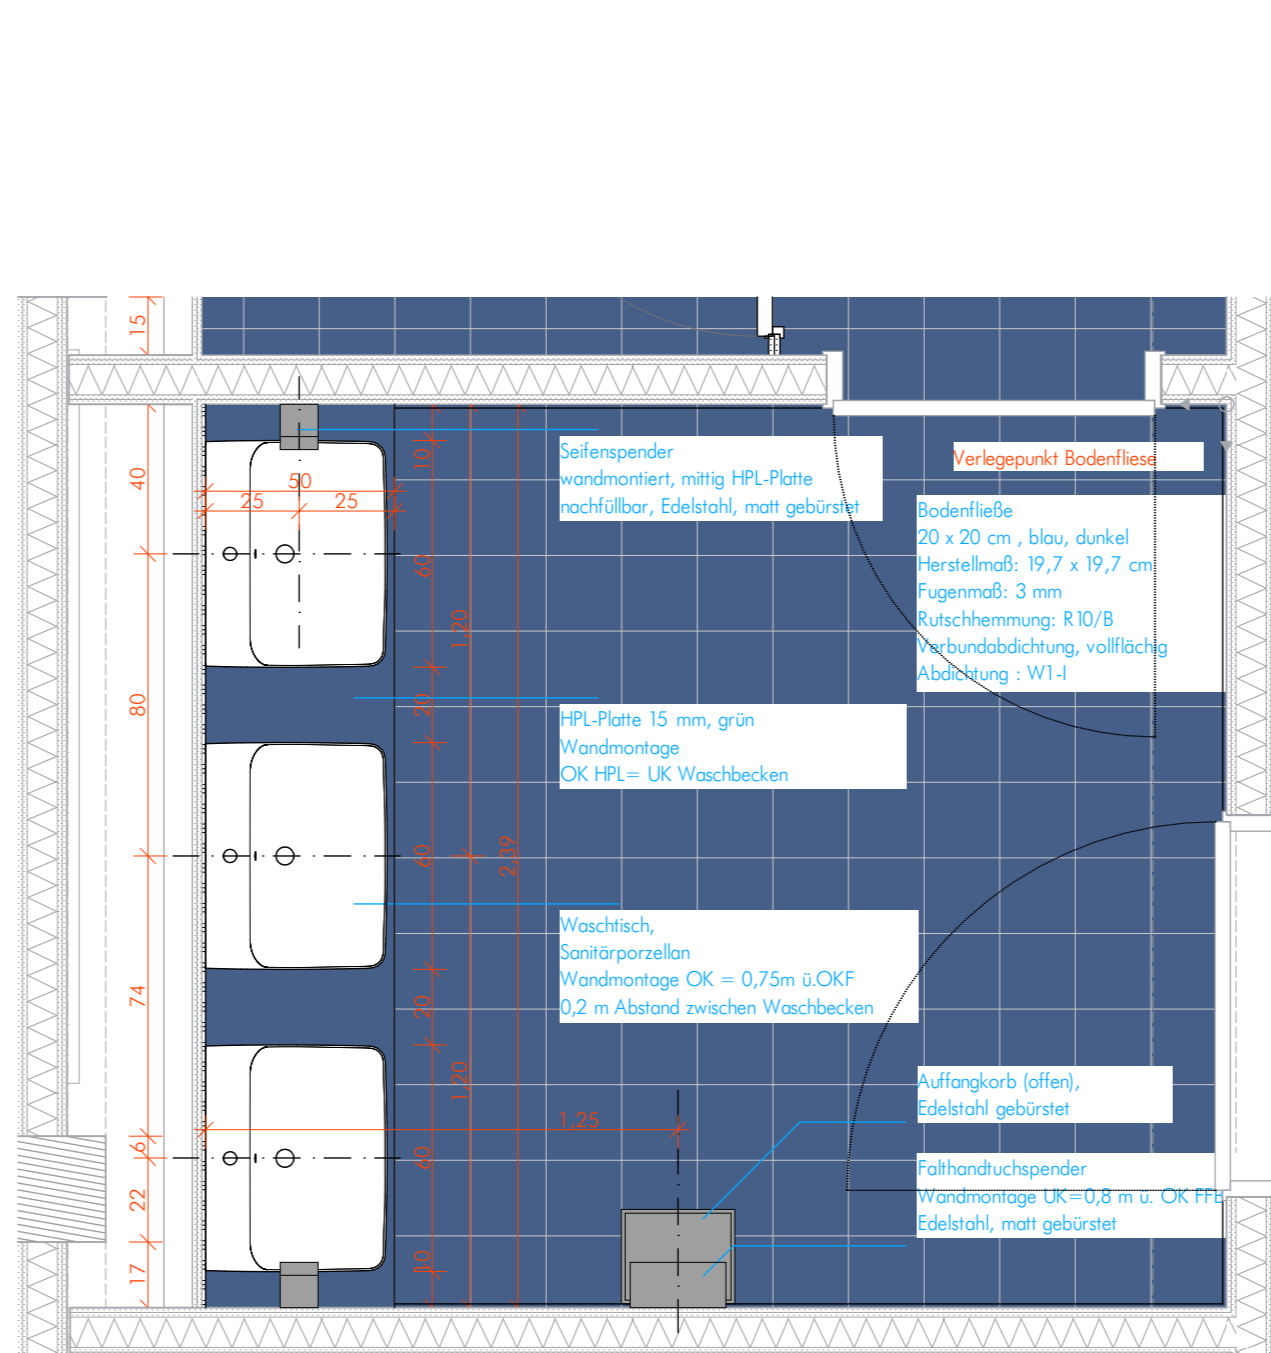 15
40
80
74
6
22
17
50
25
25
10
60
20
60
20
60
10
1,20
1,20
2,39
1,25
Seifenspender
wandmontiert, mittig HPL-Platte
nachfüllbar, Edelstahl, matt gebürstet
Verlegepunkt Bodenfliese
Bodenfließe
20 x 20 cm , blau, dunkel
Herstellmaß: 19,7 x 19,7 cm
Fugenmaß: 3 mm
Rutschhemmung: R10/B
Verbundabdichtung, vollflächig
Abdichtung : W1-I
HPL-Platte 15 mm, grün
Wandmontage
OK HPL= UK Waschbecken
Waschtisch,
Sanitärporzellan
Wandmontage OK = 0,75m ü.OKF
0,2 m Abstand zwischen Waschbecken
Auffangkorb (offen),
Edelstahl gebürstet
Falthandtuchspender
Wandmontage UK=0,8 m ü. OK FFB
Edelstahl, matt gebürstet